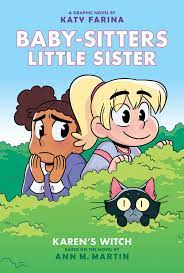 A GRAPHIC NOVEL BY
KATY FARINA
BABY-SITTERS
LITTLE SISTER
KAREN'S WITCH
BASED ON THE NOVEL BY
ANN M. MARTIN